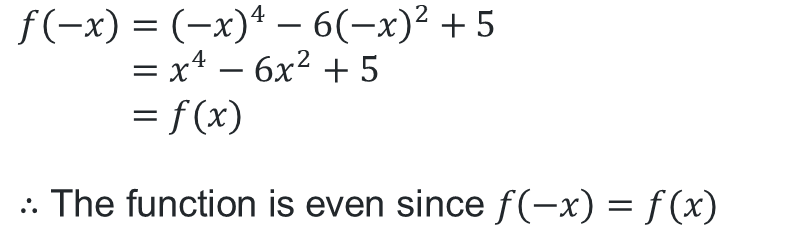 f(−x) = (−x)⁴ − 6(−x)² + 5
= x⁴ − 6x² + 5
= f(x)
∴ The function is even since f(−x) = f(x)